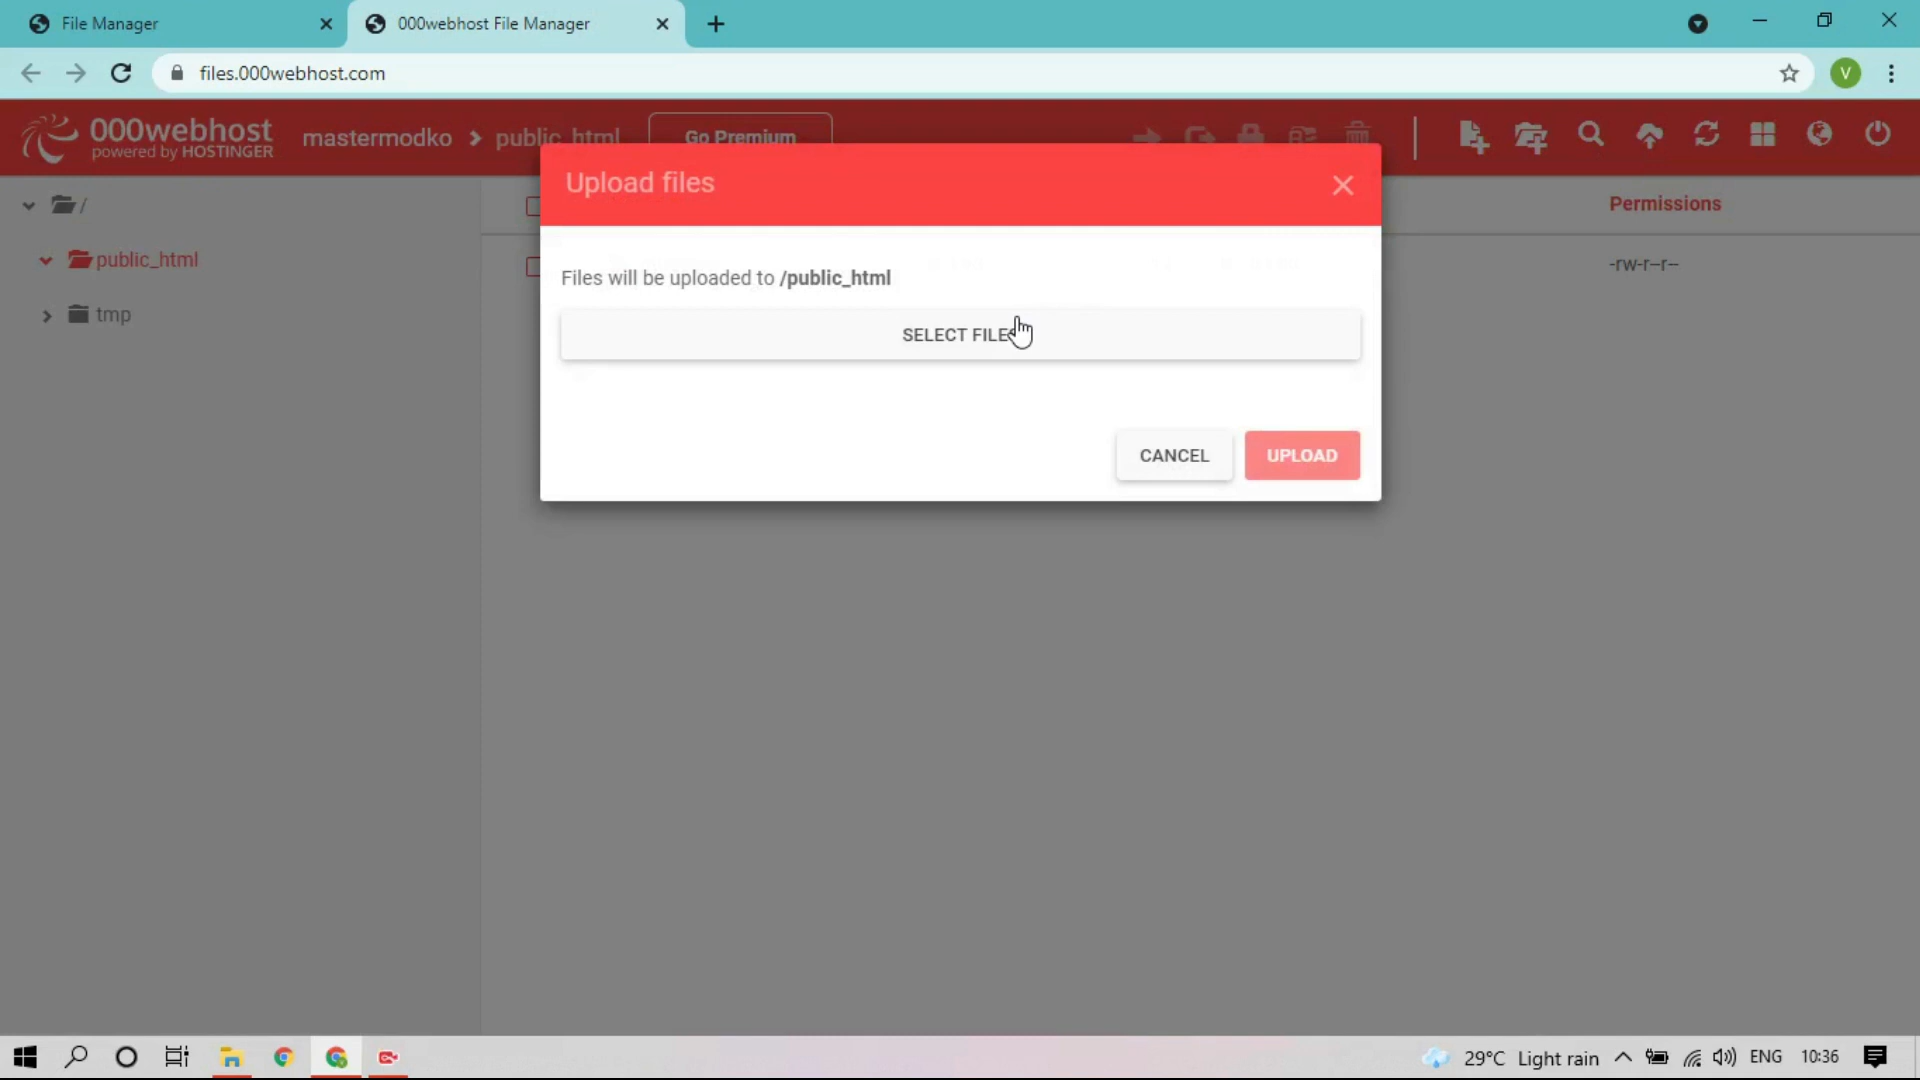 File Manager
000webhost File Manager
files.000webhost.com
V
000webhost
powered by HOSTINGER
mastermodko
public_html
Go Premium
Upload files
/
Permissions
public_html
Files will be uploaded to /public_html
-rw-r--r--
tmp
SELECT FILES
CANCEL
UPLOAD
29°C Light rain
ENG
10:36